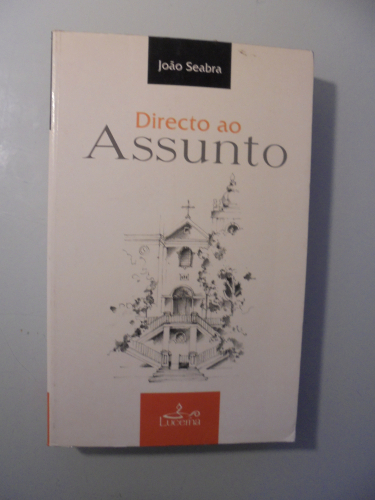 João Seabra
Directo ao
Assunto
Lucerna